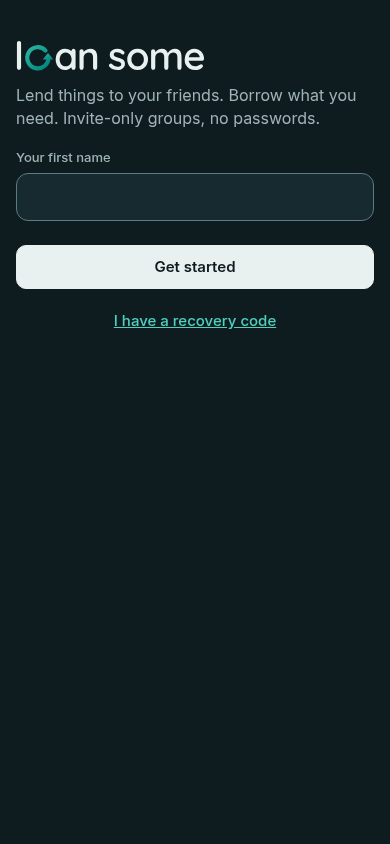 loan some
Lend things to your friends. Borrow what you
need. Invite-only groups, no passwords.
Your first name
Get started
I have a recovery code